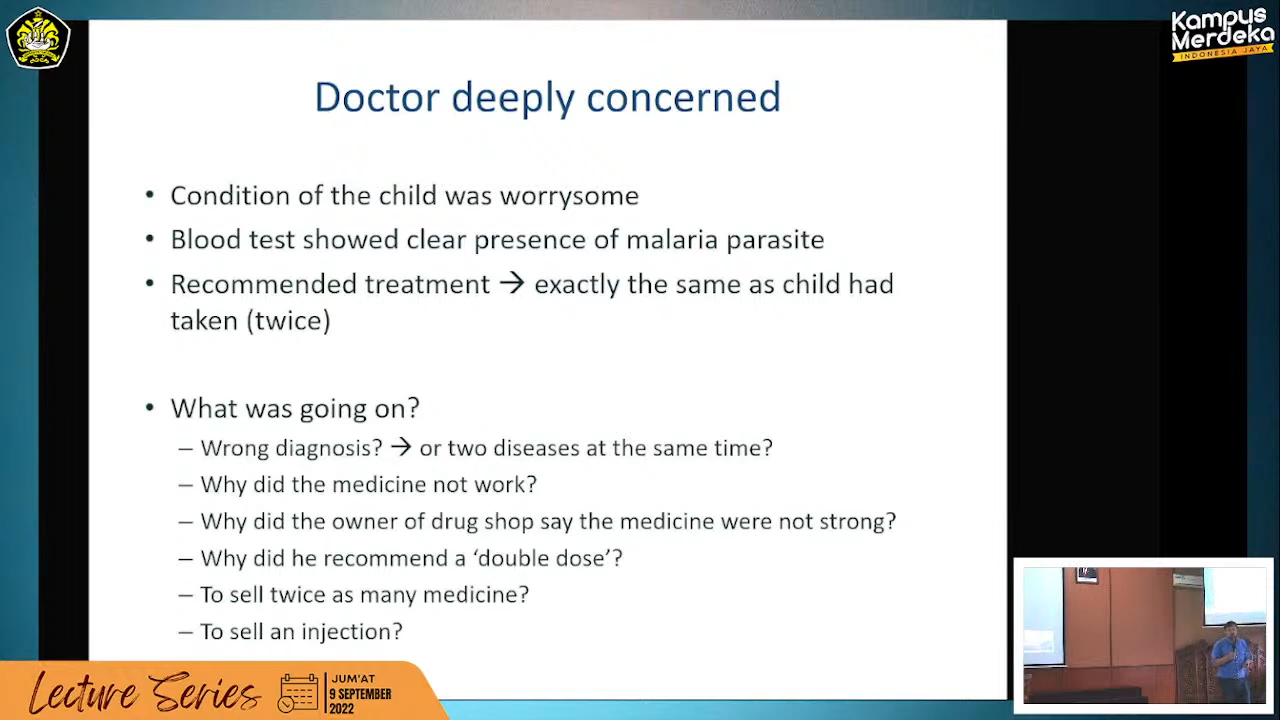 Kampus
Merdeka
INDONESIA JAYA
Doctor deeply concerned
• Condition of the child was worrysome
• Blood test showed clear presence of malaria parasite
• Recommended treatment → exactly the same as child had
taken (twice)
• What was going on?
– Wrong diagnosis? → or two diseases at the same time?
– Why did the medicine not work?
– Why did the owner of drug shop say the medicine were not strong?
– Why did he recommend a ‘double dose’?
– To sell twice as many medicine?
– To sell an injection?
Lecture Series
JUM'AT
9 SEPTEMBER
2022